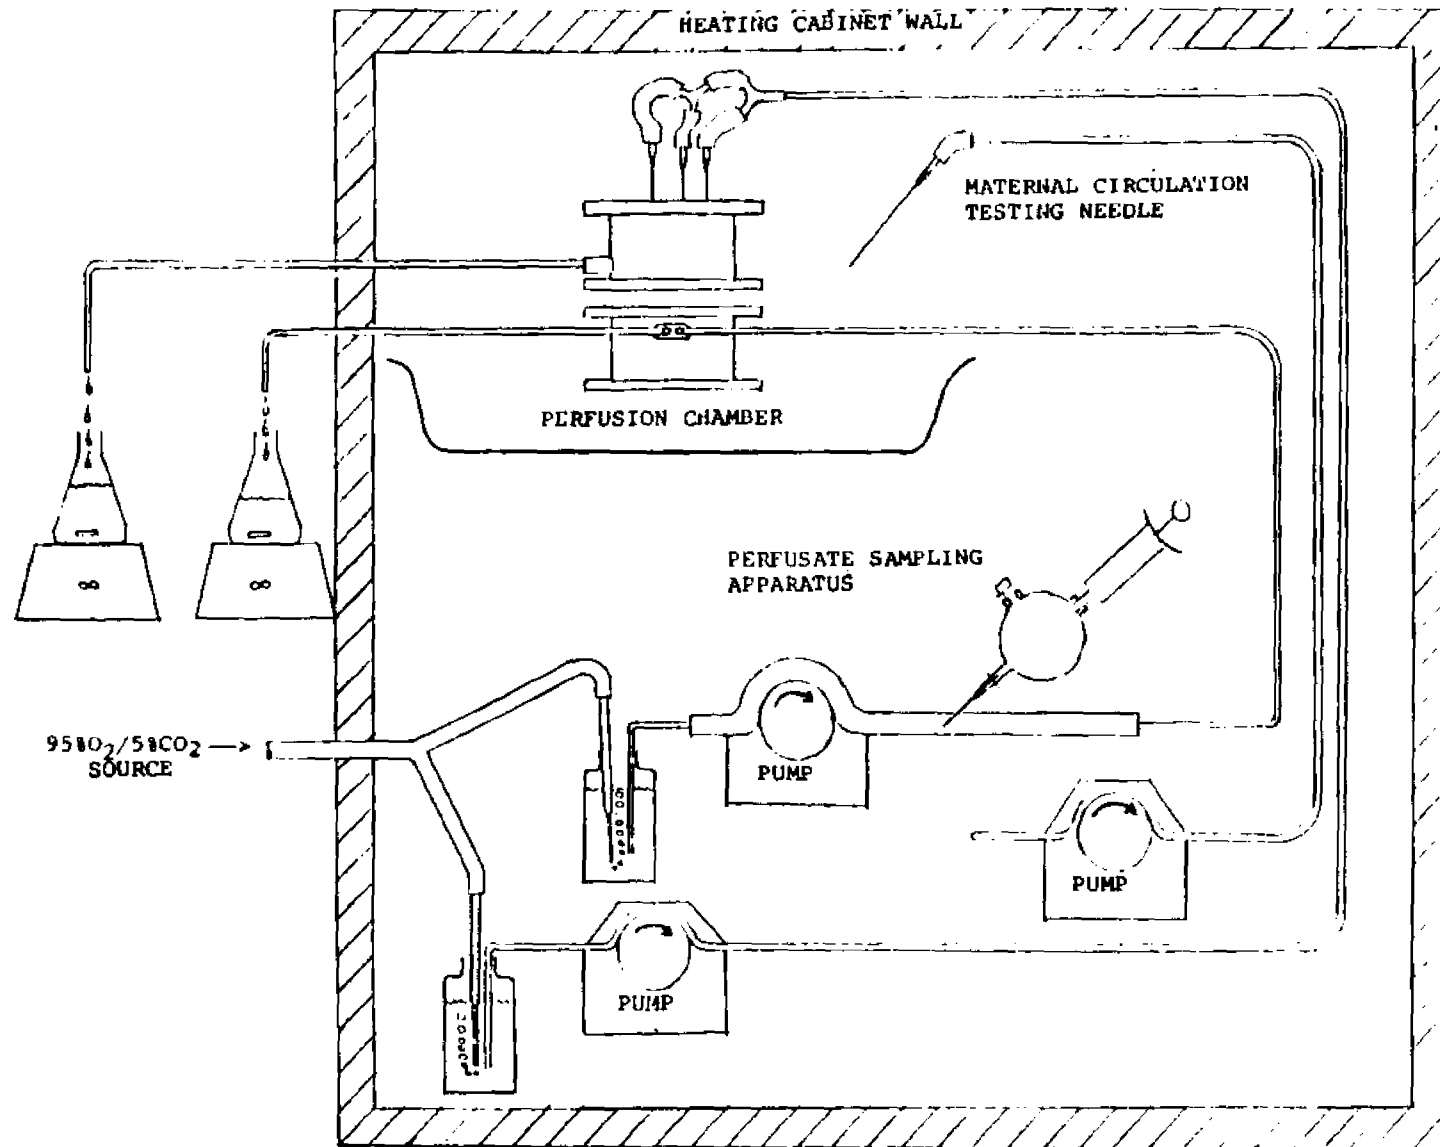 HEATING CABINET WALL
MATERNAL CIRCULATION
TESTING NEEDLE
PERFUSION CHAMBER
PERFUSATE SAMPLING
APPARATUS
95%O₂/5%CO₂
SOURCE
PUMP
PUMP
PUMP